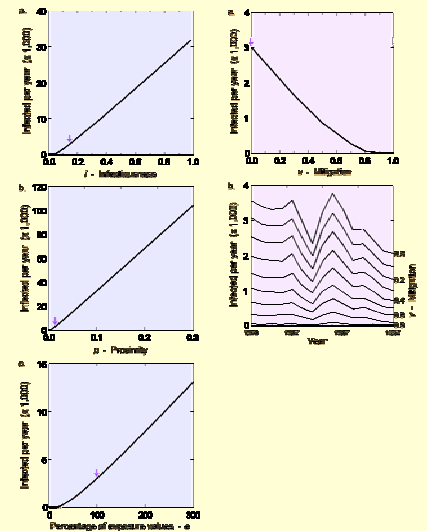 a
40
30
20
10
0
Infected per year (x 1,000)
0.0 0.2 0.4 0.6 0.8 1.0
i - Infectiousness
4
3
2
1
0
Infected per year (x 1,000)
0.0 0.2 0.4 0.6 0.8 1.0
v - Mitigation
b
120
100
80
60
40
20
0
Infected per year (x 1,000)
0.0 0.1 0.2 0.3
p - Proximity
b
4
3
2
1
0
Infected per year (x 1,000)
0.0
0.2
0.4
v - Mitigation
Year
15
10
5
0
Infected per year (x 1,000)
0 100 200 300
Percentage of exposure values - e